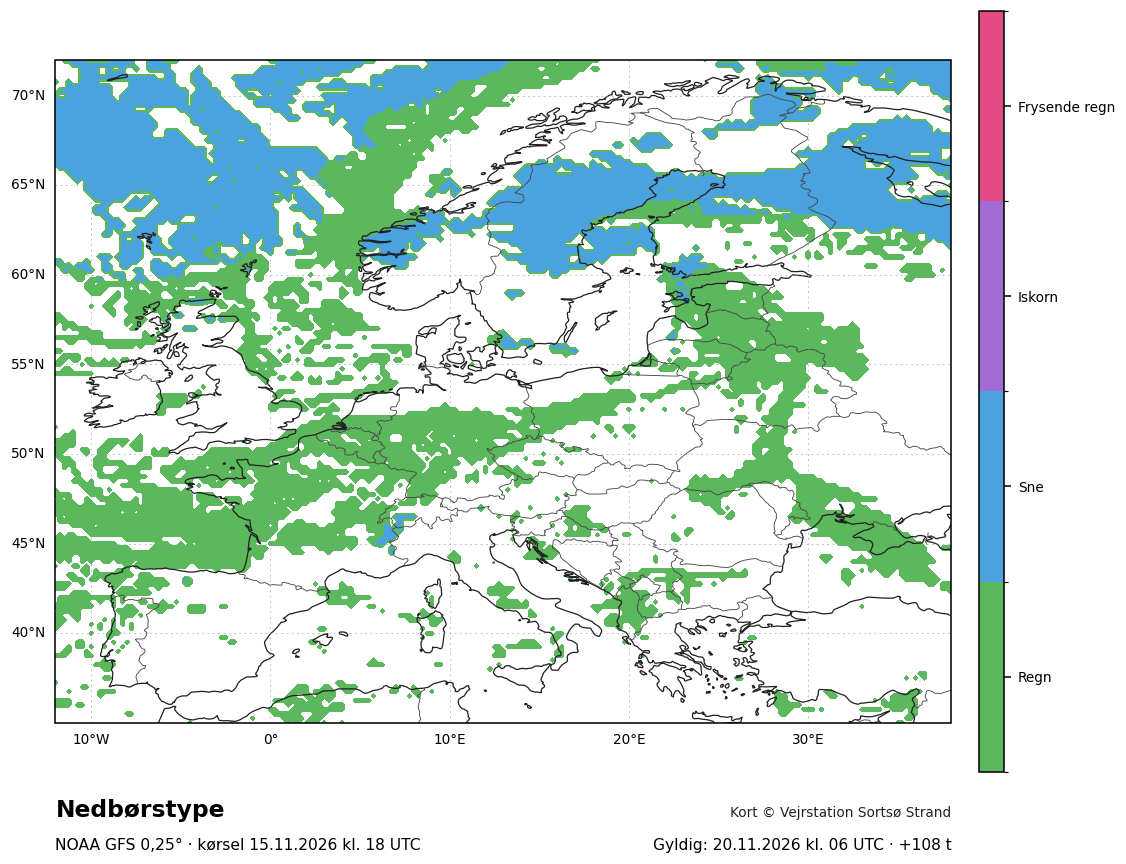 Frysende regn
Iskorn
Sne
Regn
70°N
65°N
60°N
55°N
50°N
45°N
40°N
10°W
0°
10°E
20°E
30°E
Nedbørstype
Kort © Vejrstation Sortsø Strand
NOAA GFS 0,25° · kørsel 15.11.2026 kl. 18 UTC
Gyldig: 20.11.2026 kl. 06 UTC · +108 t